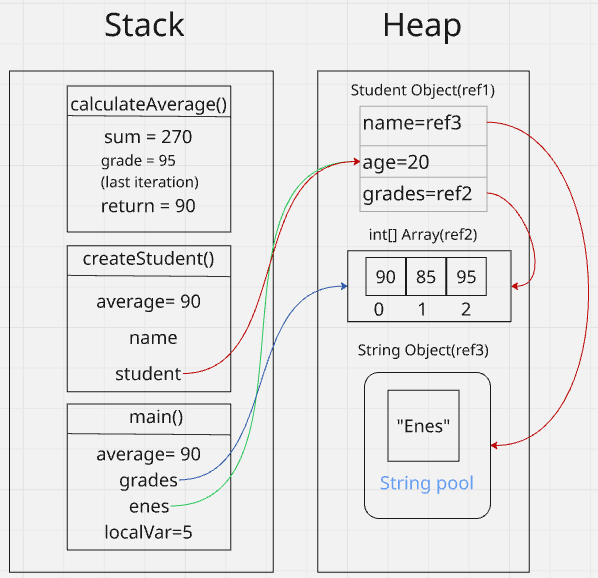 Stack
calculateAverage()
sum = 270
grade = 95
(last iteration)
return = 90
createStudent()
average= 90
name
student
main()
average= 90
grades
enes
localVar=5
Heap
Student Object(ref1)
name=ref3
age=20
grades=ref2
int[] Array(ref2)
90 85 95
0 1 2
String Object(ref3)
"Enes"
String pool